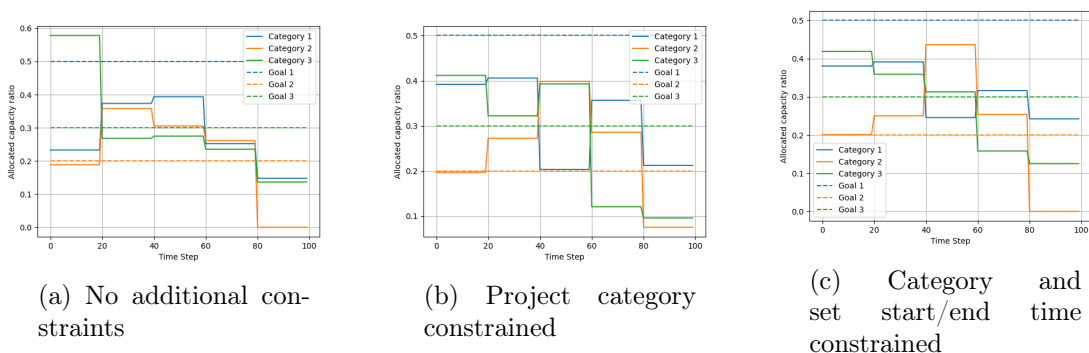 0.6
0.5
0.4
0.3
0.2
0.1
0.0
Allocated capacity ratio
0 20 40 60 80 100
Time Step
Category 1
Category 2
Category 3
Goal 1
Goal 2
Goal 3
(a) No additional con-
straints
0.5
0.4
0.3
0.2
0.1
Allocated capacity ratio
0 20 40 60 80 100
Time Step
Category 1
Category 2
Category 3
Goal 1
Goal 2
Goal 3
(b) Project category
constrained
0.5
0.4
0.3
0.2
0.1
0.0
Allocated capacity ratio
0 20 40 60 80 100
Time Step
Category 1
Category 2
Category 3
Goal 1
Goal 2
Goal 3
(c) Category and
set start/end time
constrained